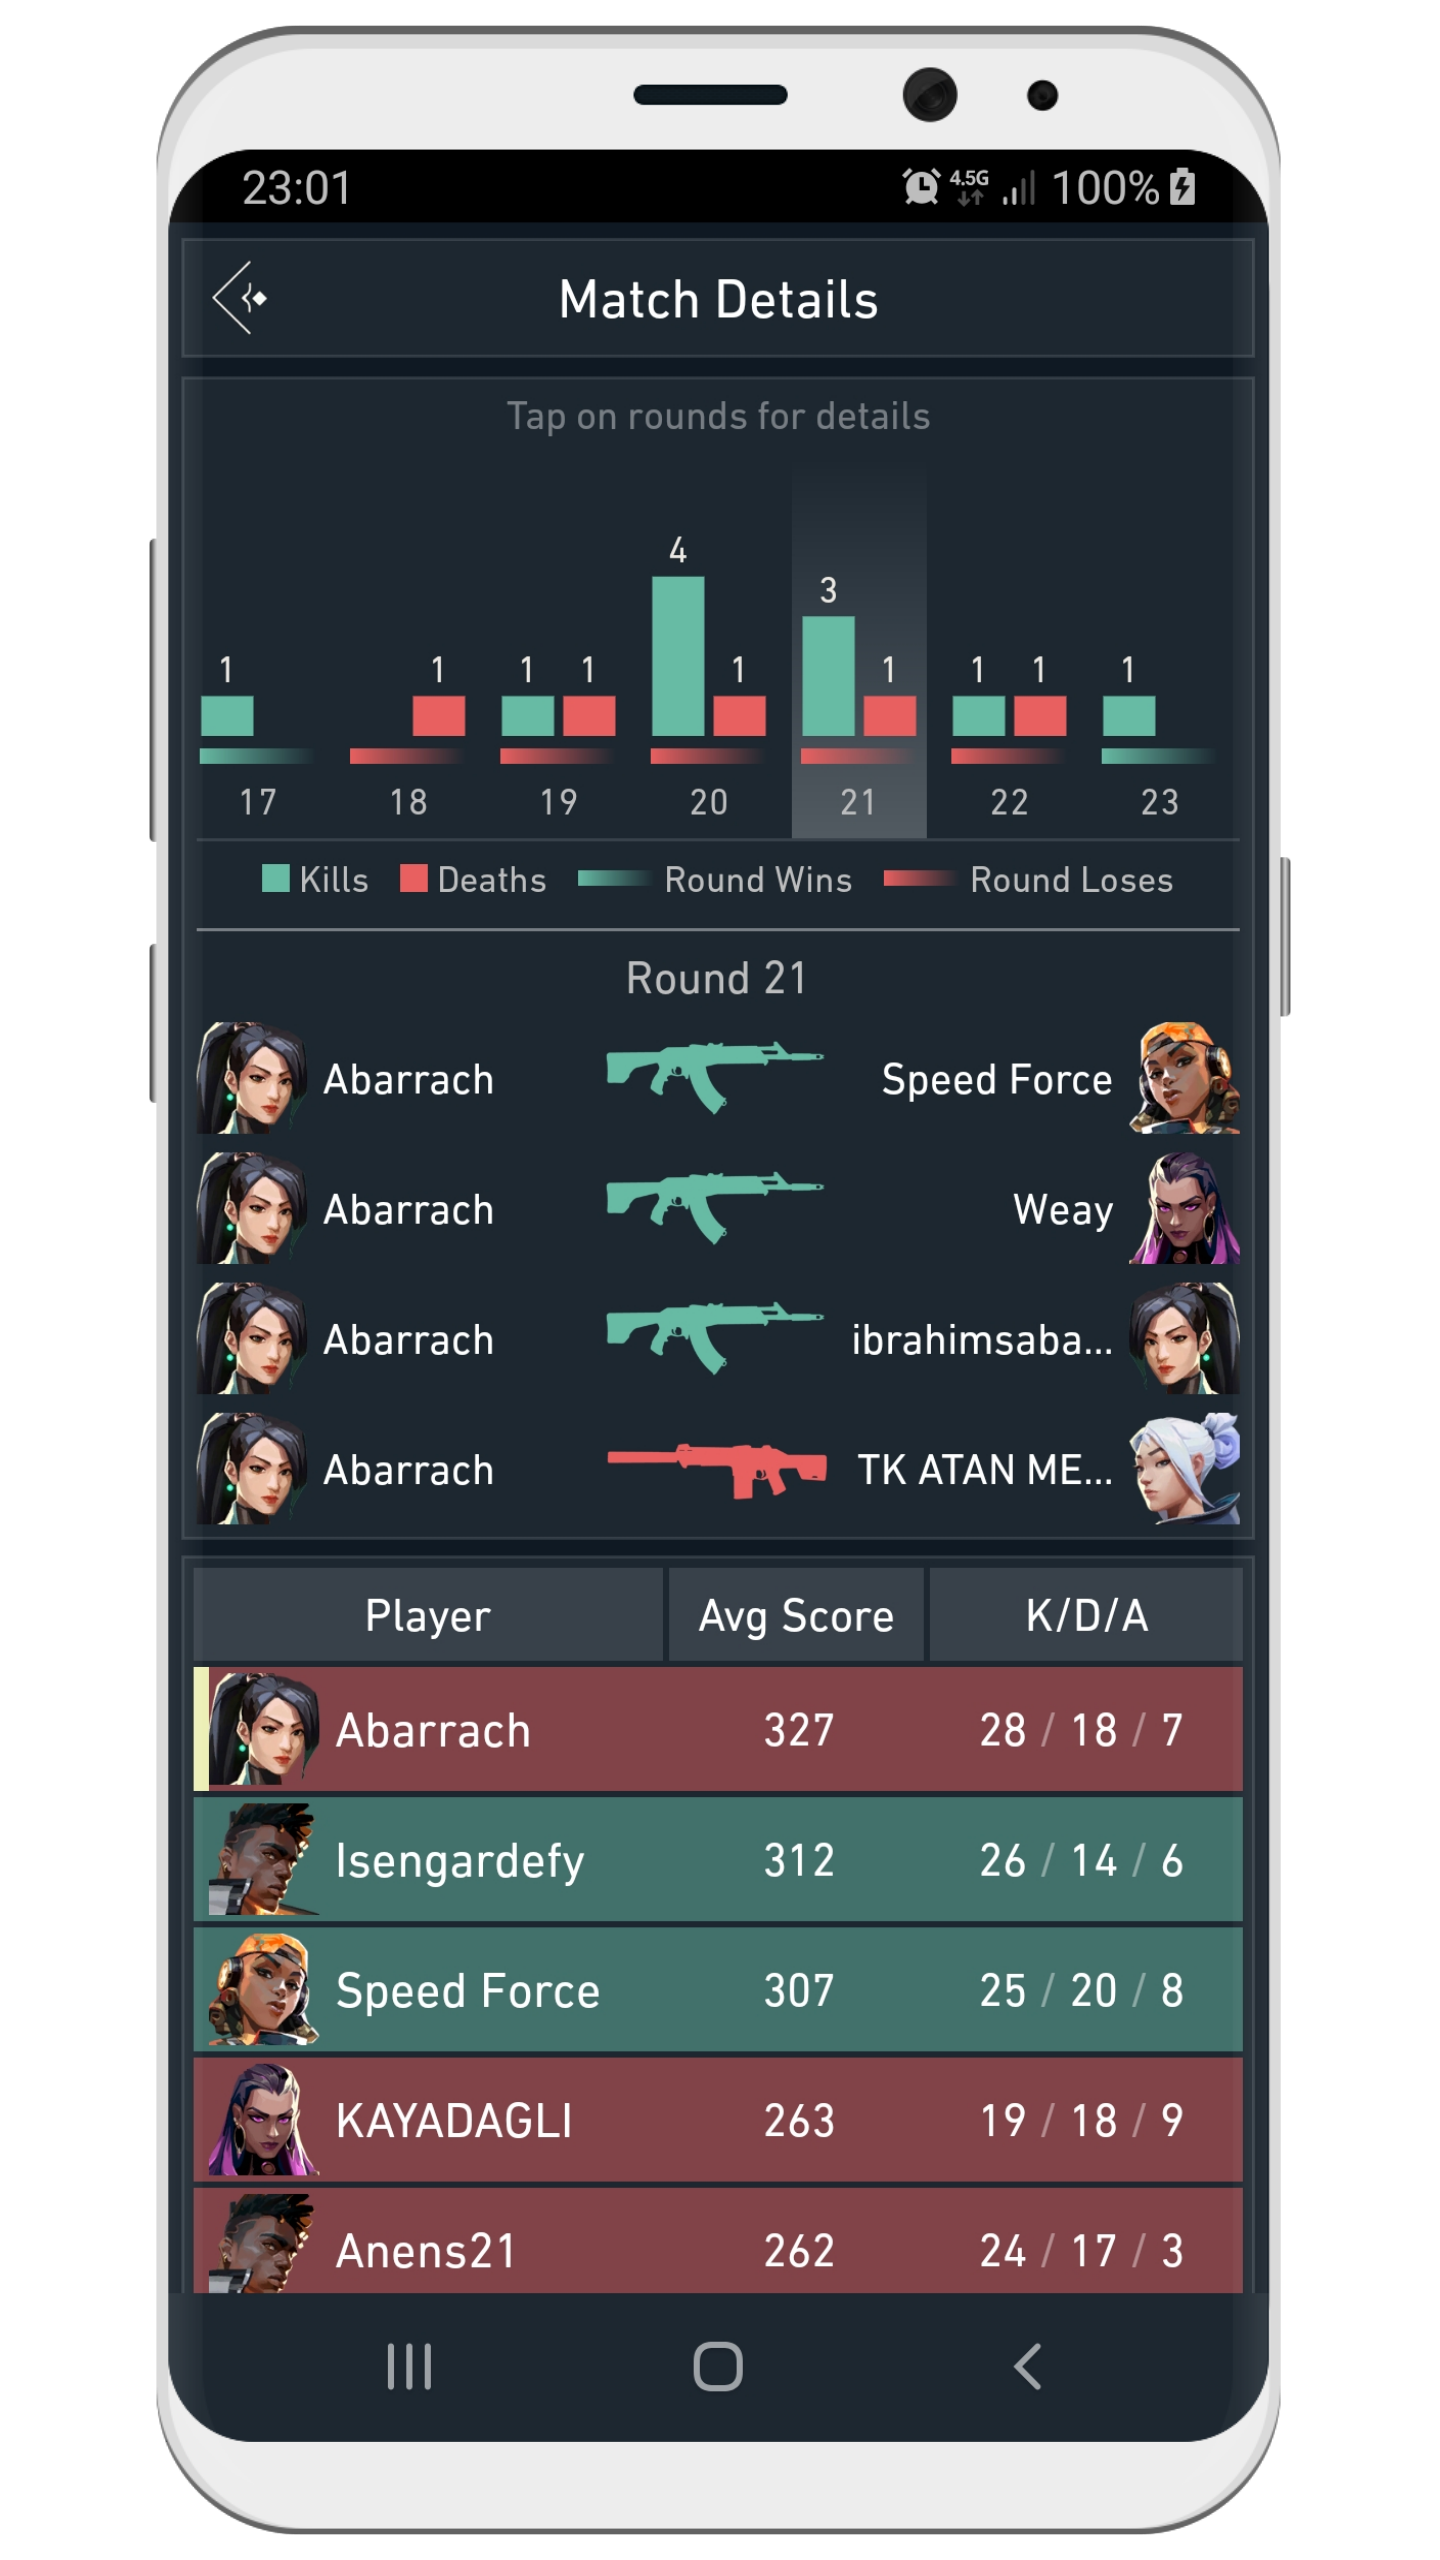 23:01
4.5G 100%
Match Details
Tap on rounds for details
4
3
1 1 1 1 1 1 1 1 1
17 18 19 20 21 22 23
Kills Deaths Round Wins Round Loses
Round 21
Abarrach Speed Force
Abarrach Weay
Abarrach ibrahimsaba...
Abarrach TK ATAN ME...
Player Avg Score K/D/A
Abarrach 327 28 / 18 / 7
Isengardefy 312 26 / 14 / 6
Speed Force 307 25 / 20 / 8
KAYADAGLI 263 19 / 18 / 9
Anens21 262 24 / 17 / 3